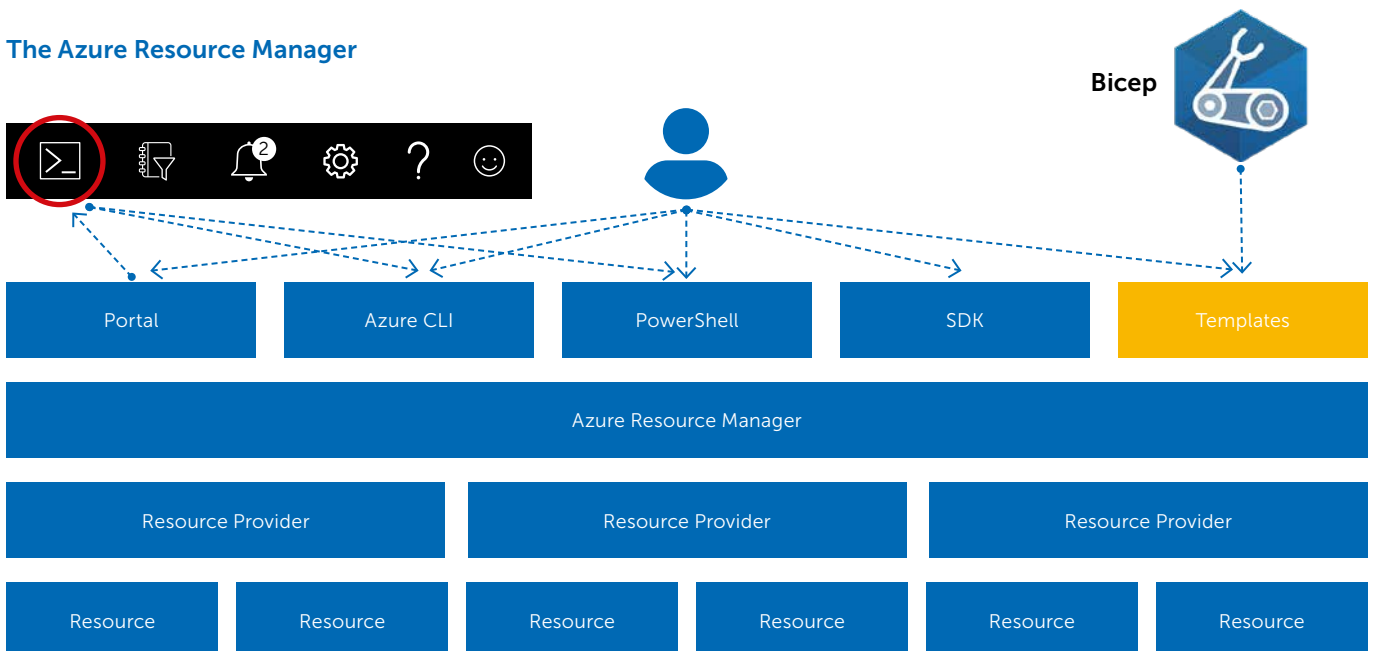 The Azure Resource Manager
Bicep
>_
2
?
Portal
Azure CLI
PowerShell
SDK
Templates
Azure Resource Manager
Resource Provider
Resource Provider
Resource Provider
Resource
Resource
Resource
Resource
Resource
Resource